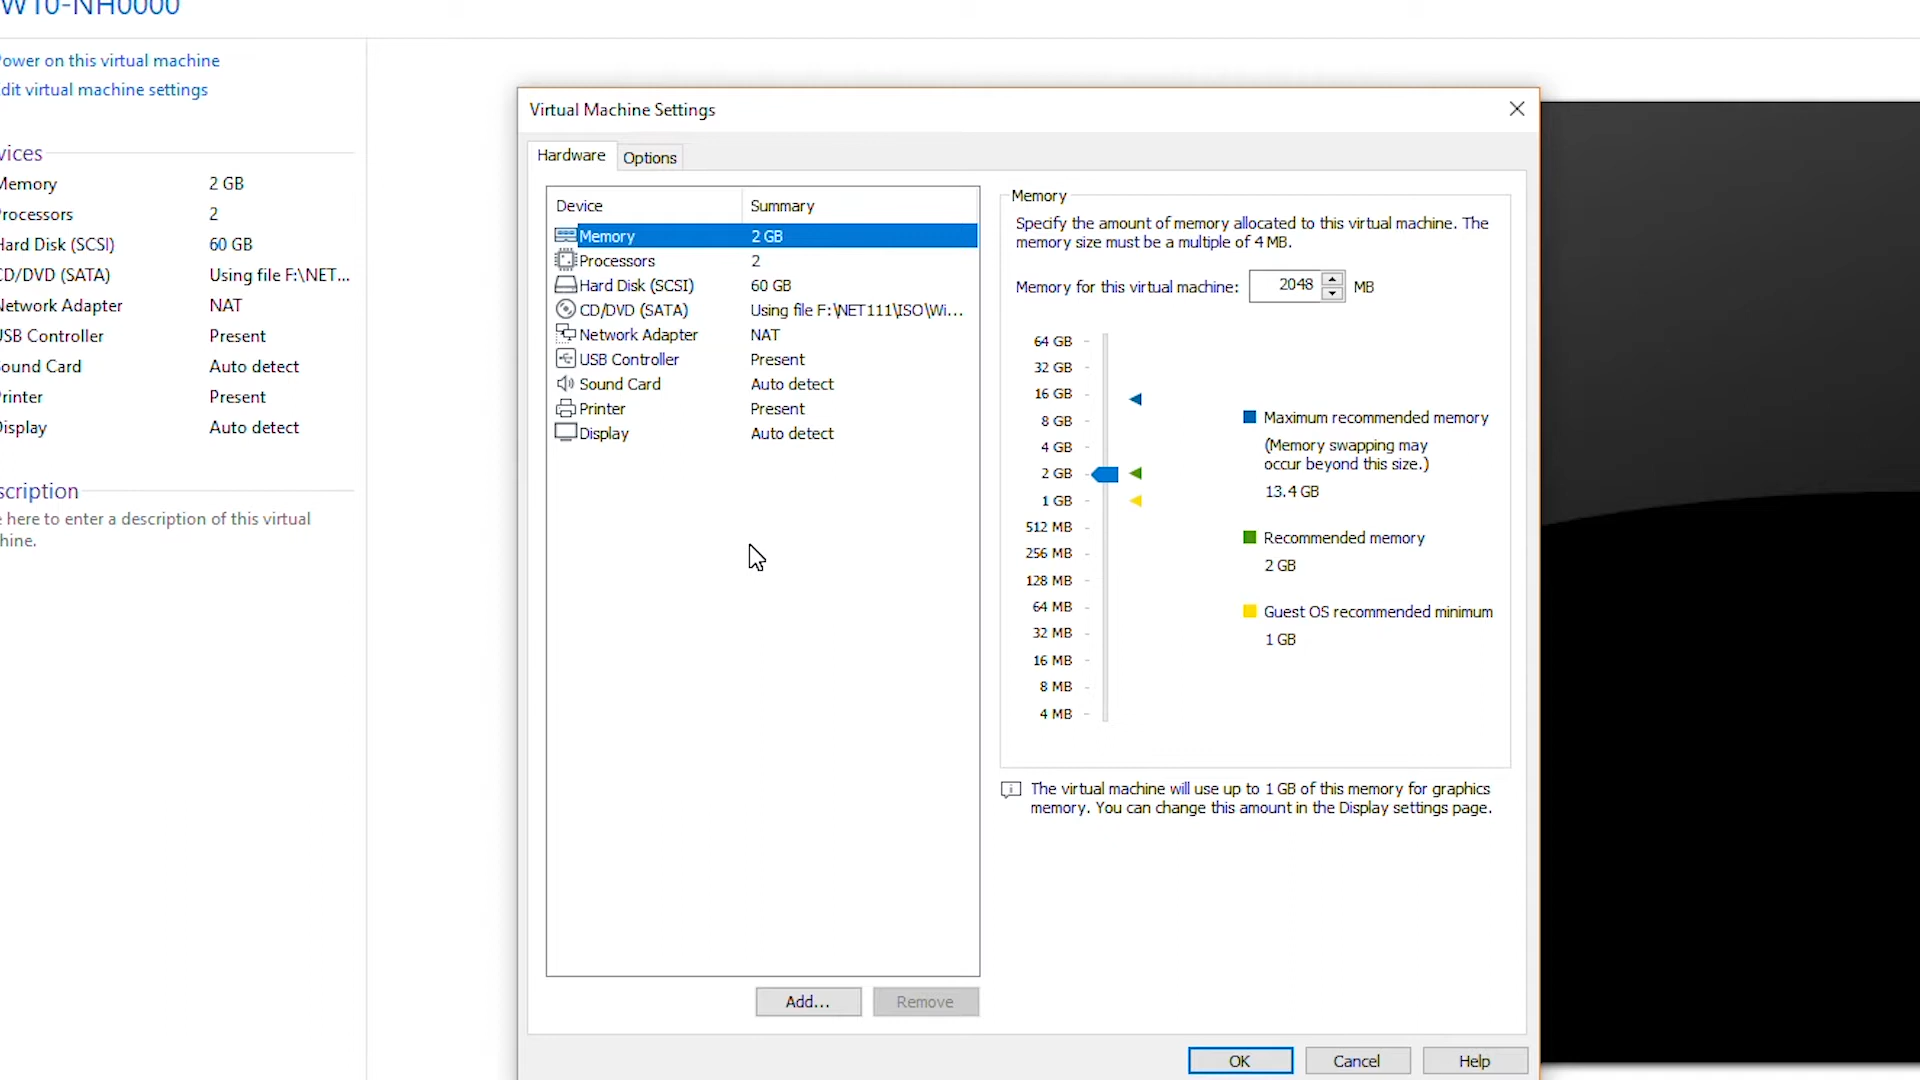 W10-NH0000
ower on this virtual machine
dit virtual machine settings
vices
Memory 2 GB
rocessors 2
Hard Disk (SCSI) 60 GB
CD/DVD (SATA) Using file F:\NET...
Network Adapter NAT
USB Controller Present
ound Card Auto detect
rinter Present
isplay Auto detect
scription
e here to enter a description of this virtual
hine.
Virtual Machine Settings
Hardware Options
Device Summary
Memory 2 GB
Processors 2
Hard Disk (SCSI) 60 GB
CD/DVD (SATA) Using file F:\NET111\ISO\Wi...
Network Adapter NAT
USB Controller Present
Sound Card Auto detect
Printer Present
Display Auto detect
Add... Remove
Memory
Specify the amount of memory allocated to this virtual machine. The
memory size must be a multiple of 4 MB.
Memory for this virtual machine: 2048 MB
64 GB
32 GB
16 GB
8 GB
4 GB
2 GB
1 GB
512 MB
256 MB
128 MB
64 MB
32 MB
16 MB
8 MB
4 MB
Maximum recommended memory
(Memory swapping may
occur beyond this size.)
13.4 GB
Recommended memory
2 GB
Guest OS recommended minimum
1 GB
The virtual machine will use up to 1 GB of this memory for graphics
memory. You can change this amount in the Display settings page.
OK Cancel Help